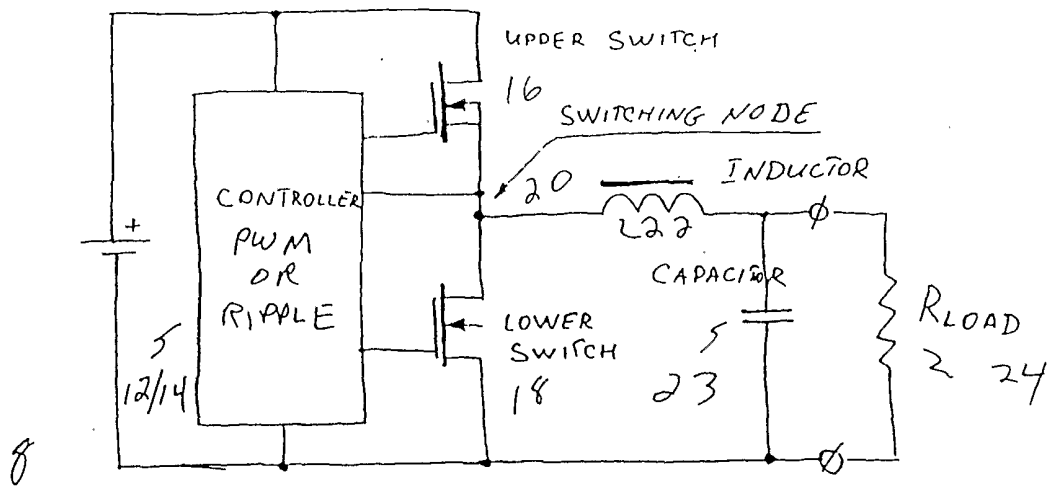 UPPER SWITCH
16
SWITCHING NODE
20
INDUCTOR
22
+
CONTROLLER
PWM
OR
RIPPLE
12/14
CAPACITOR
23
LOWER
SWITCH
18
RLOAD
24
8